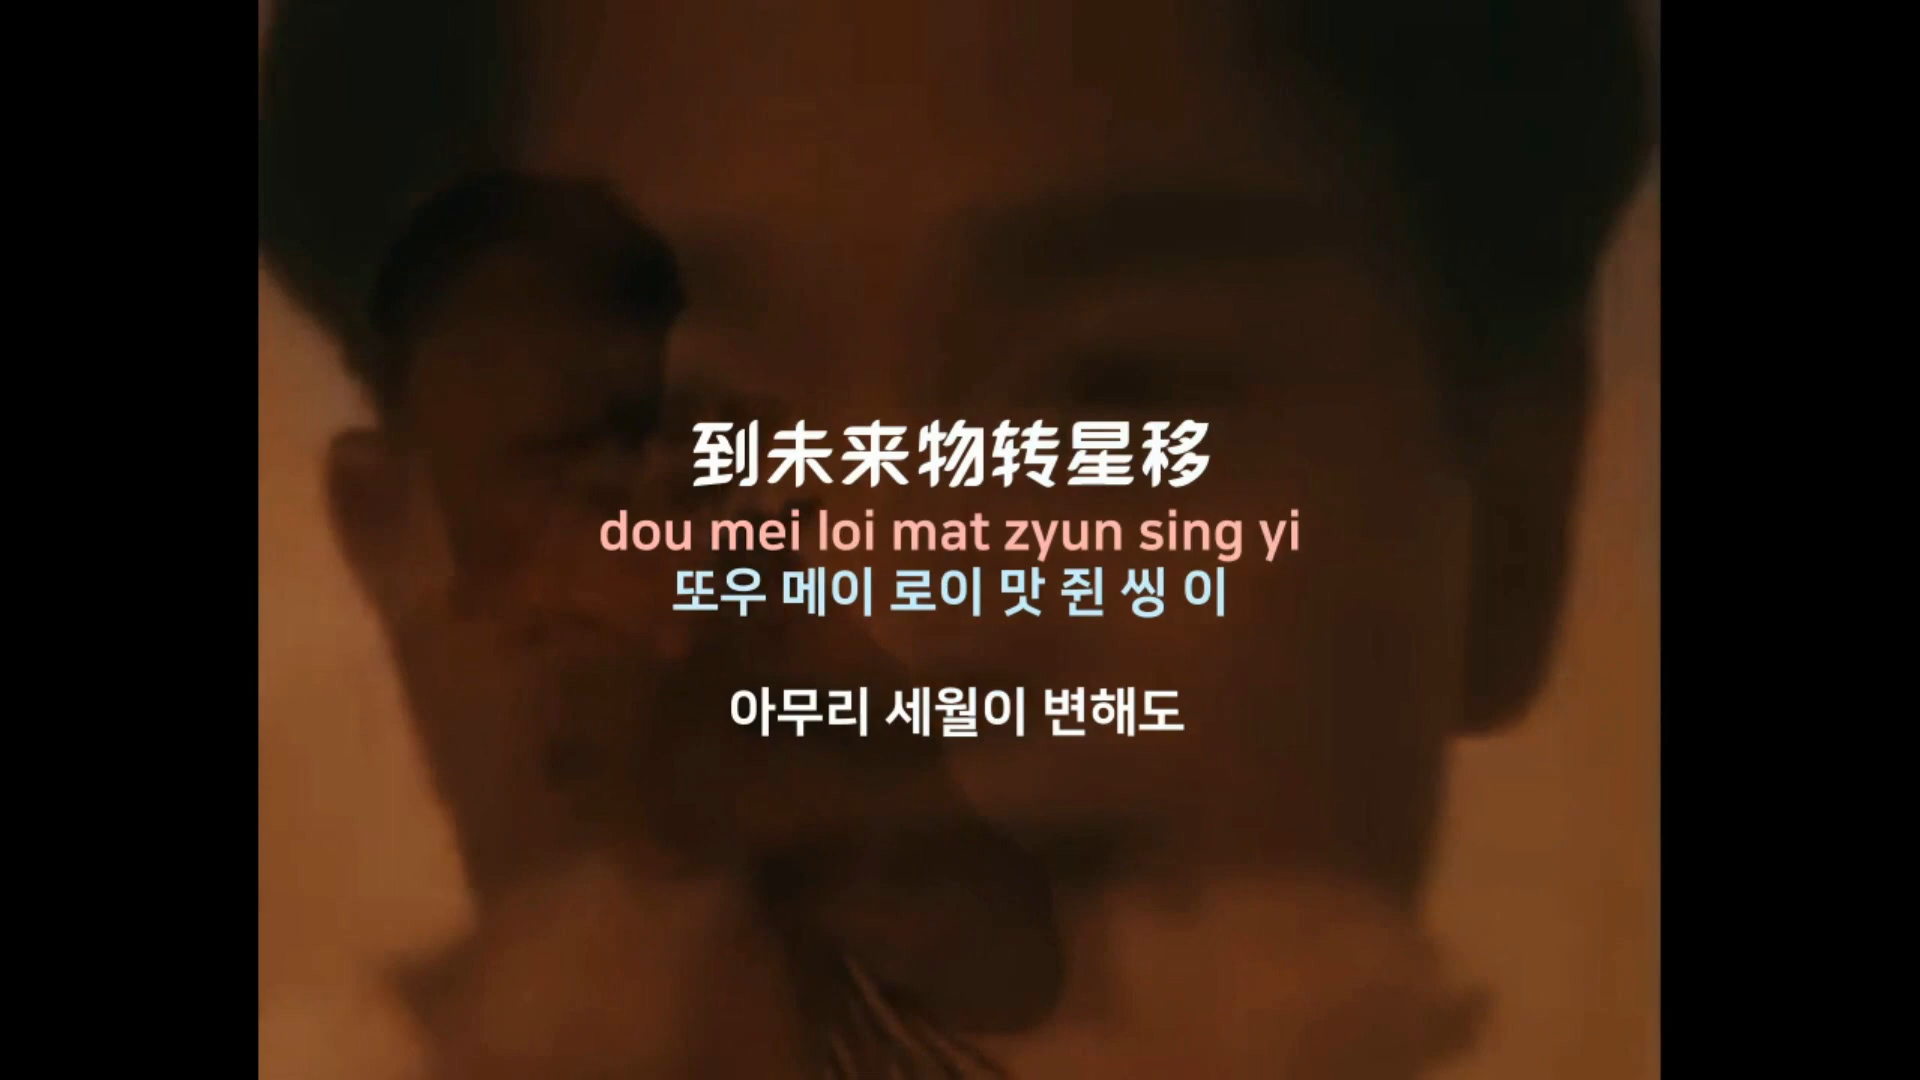 到未来物转星移
dou mei loi mat zyun sing yi
또우 메이 로이 맛 쥔 씽 이
아무리 세월이 변해도